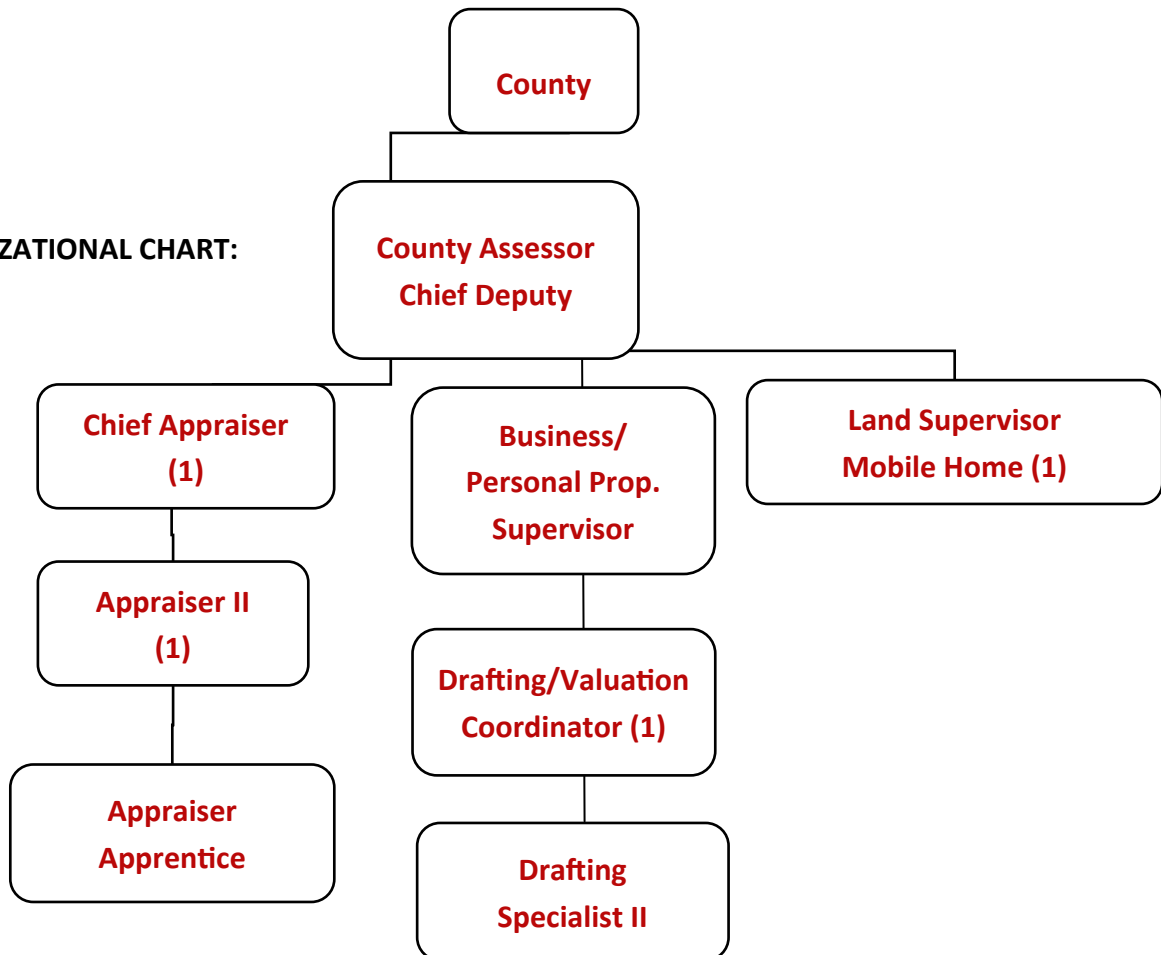 County
County Assessor
Chief Deputy
ZATIONAL CHART:
Chief Appraiser
(1)
Business/
Personal Prop.
Supervisor
Land Supervisor
Mobile Home (1)
Appraiser II
(1)
Drafting/Valuation
Coordinator (1)
Appraiser
Apprentice
Drafting
Specialist II